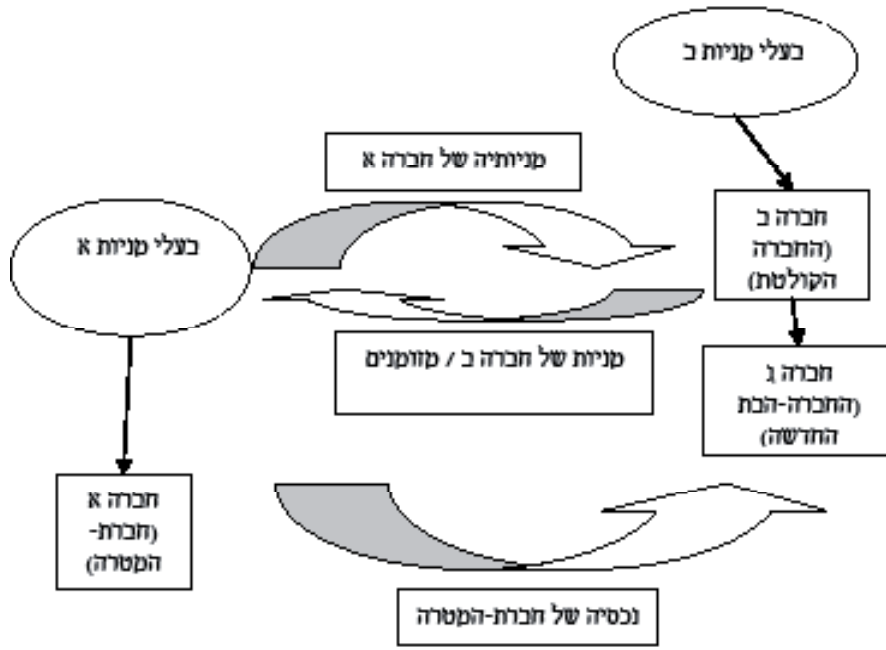 בעלי מניות ב
מניותיה של חברה א
חברה ב
(החברה
הקולטת)
בעלי מניות א
מניות של חברה ב / מזומנים
חברה ג
(החברה-הבת
החדשה)
חברה א
(חברת-
המטרה)
נכסיה של חברת-המטרה